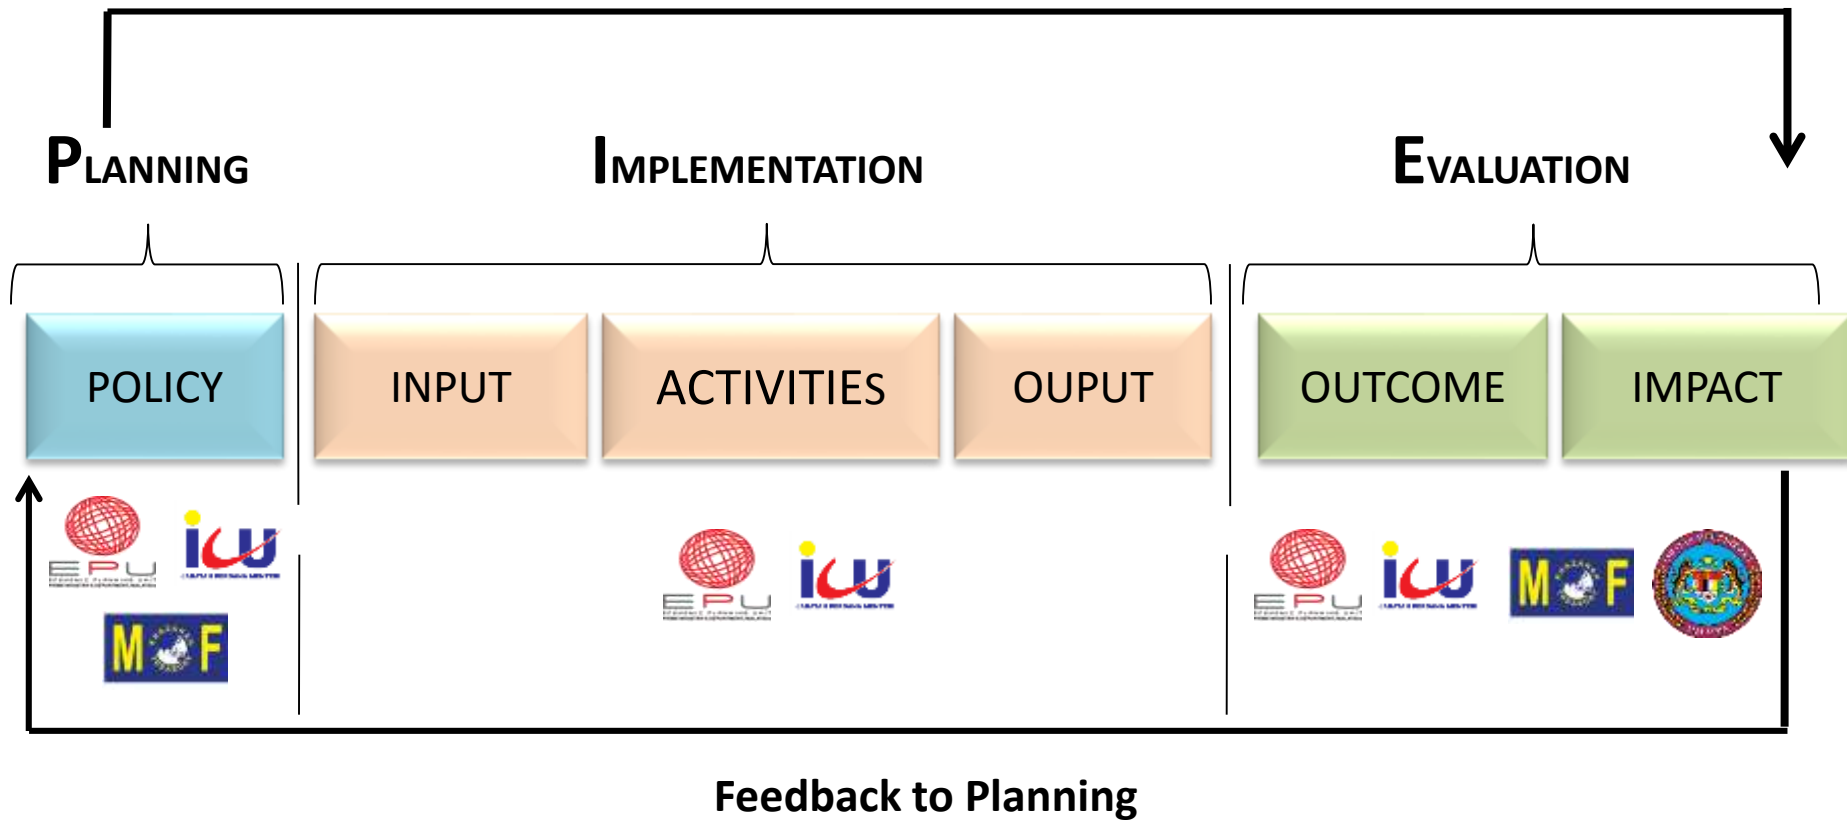 PLANNING
IMPLEMENTATION
EVALUATION
POLICY
INPUT
ACTIVITIES
OUPUT
OUTCOME
IMPACT
EPU
ICU
MOF
EPU
ICU
EPU
ICU
MOF
Feedback to Planning